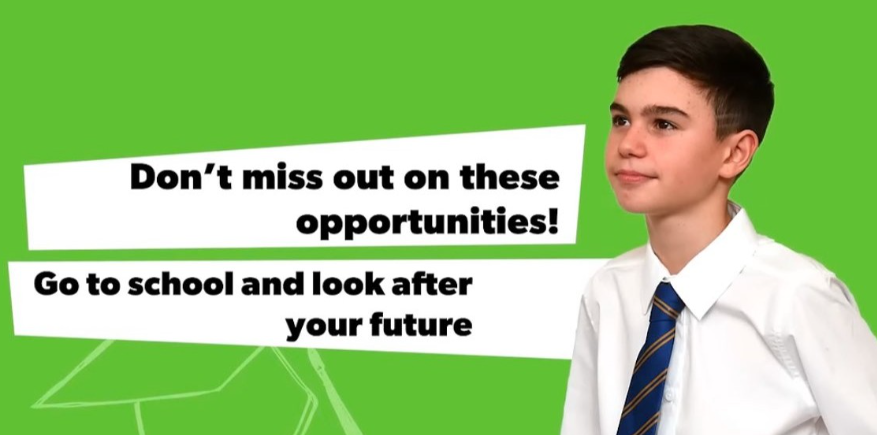 Don’t miss out on these
opportunities!
Go to school and look after
your future